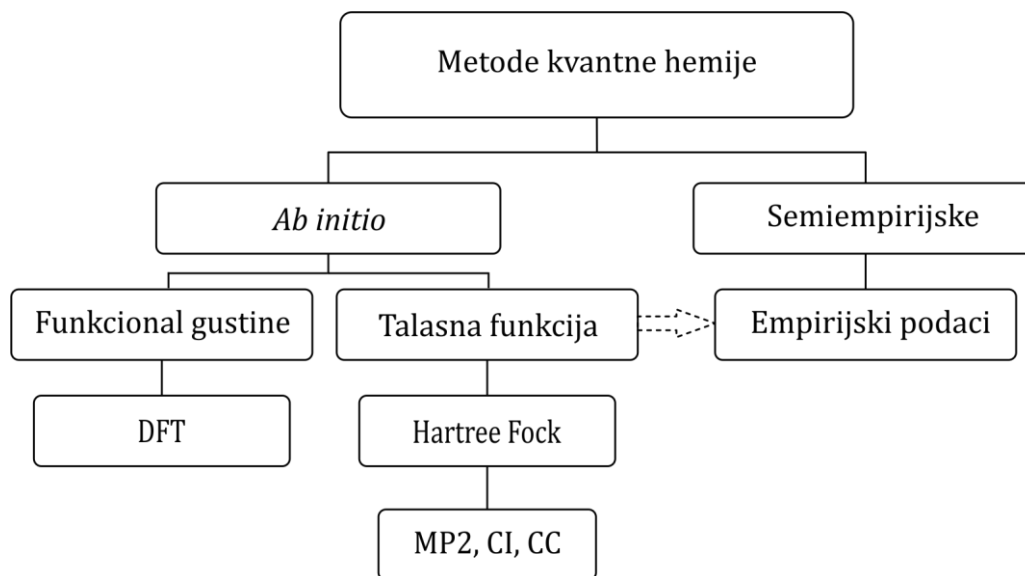 Metode kvantne hemije
Ab initio
Semiempirijske
Funkcional gustine
Talasna funkcija
Empirijski podaci
DFT
Hartree Fock
MP2, CI, CC